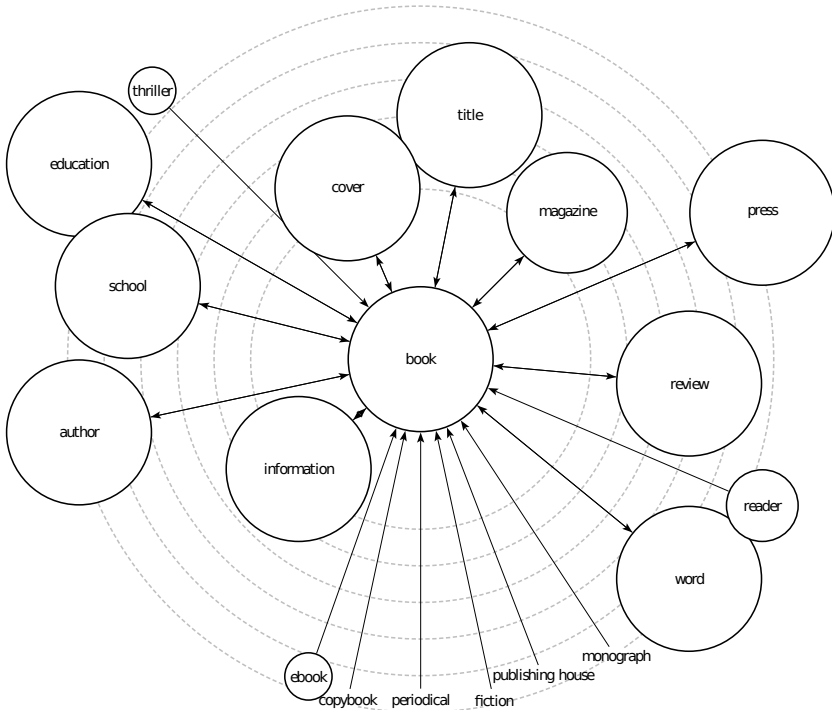 thriller
title
education
cover
magazine
press
school
book
review
author
information
reader
word
monograph
publishing house
ebook
copybook
periodical
fiction